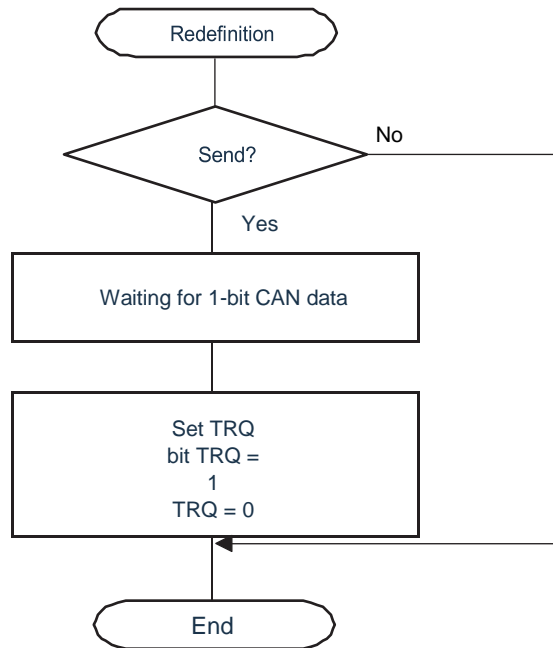 Redefinition
Send?
No
Yes
Waiting for 1-bit CAN data
Set TRQ
bit TRQ =
1
TRQ = 0
End